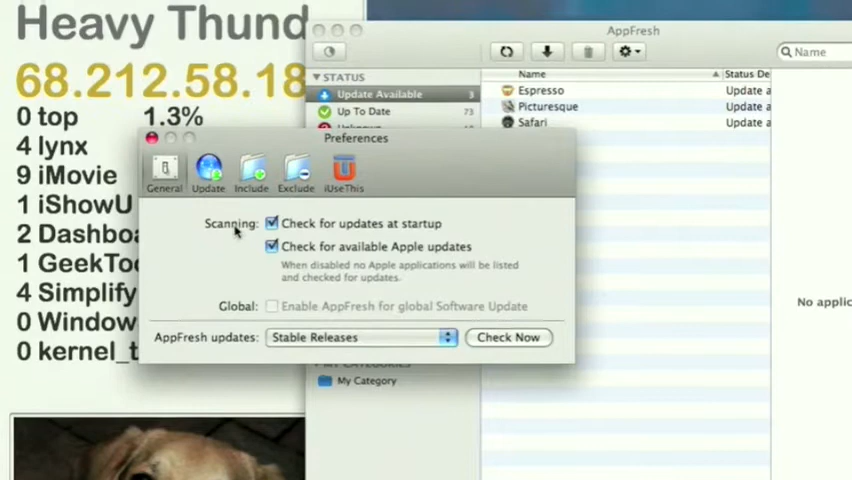 Heavy Thund
68.212.58.18
0 top 1.3%
4 lynx
9 iMovie
1 iShowU
2 Dashboa
1 GeekToo
4 Simplify
0 Window
0 kernel_t
AppFresh
Name
STATUS
Update Available 3
Up To Date 73
Name Status De
Espresso Update a
Picturesque Update a
Safari Update a
Preferences
General Update Include Exclude iUseThis
Scanning: Check for updates at startup
Check for available Apple updates
When disabled no Apple applications will be listed
and checked for updates.
Global: Enable AppFresh for global Software Update
AppFresh updates: Stable Releases Check Now
No applic
MY CATEGORIES
My Category